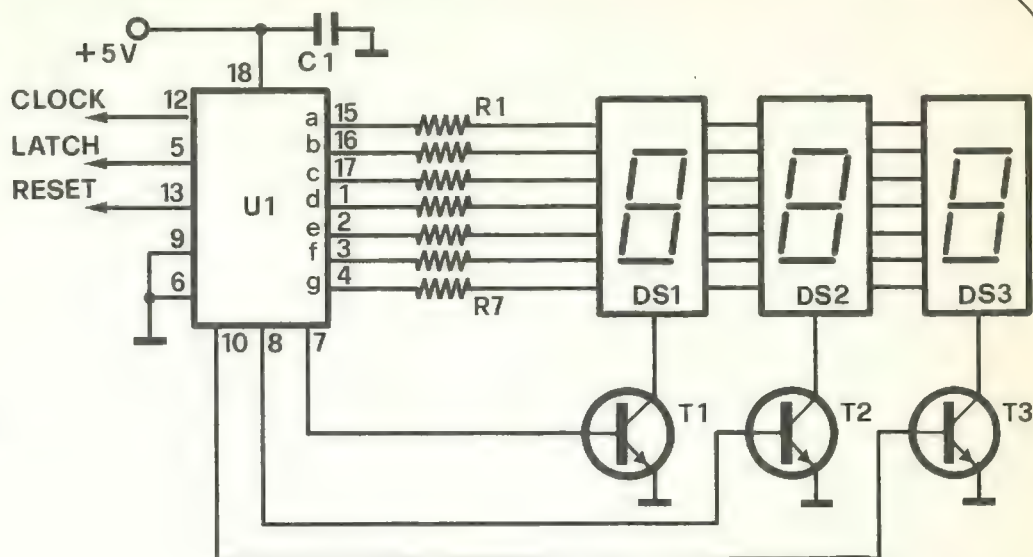 +5V
C1
18
CLOCK 12
LATCH 5
RESET 13
9
6
U1
a 15
b 16
c 17
d 1
e 2
f 3
g 4
R1
R7
10 8 7
DS1 DS2 DS3
T1 T2 T3